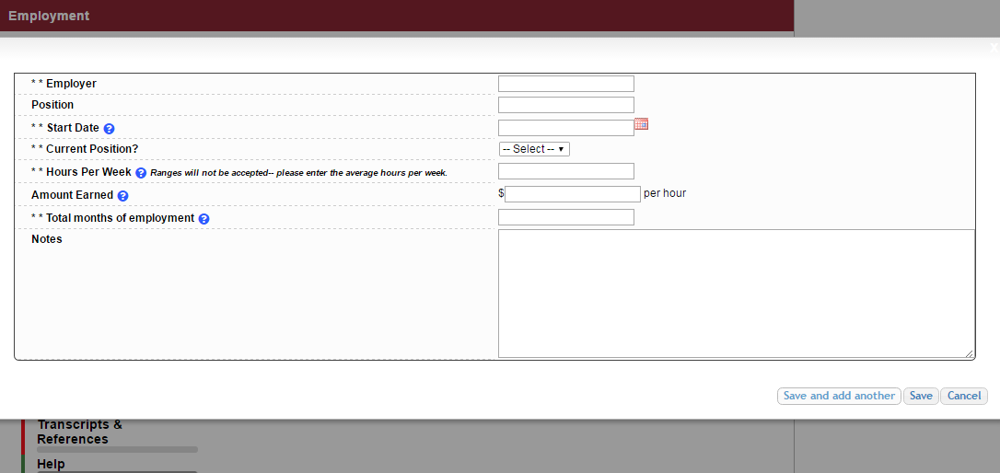 Employment
x
* * Employer
Position
* * Start Date ?
* * Current Position? -- Select --
* * Hours Per Week ? Ranges will not be accepted-- please enter the average hours per week.
Amount Earned ? $ per hour
* * Total months of employment ?
Notes
Save and add another Save Cancel
Transcripts &
References
Help